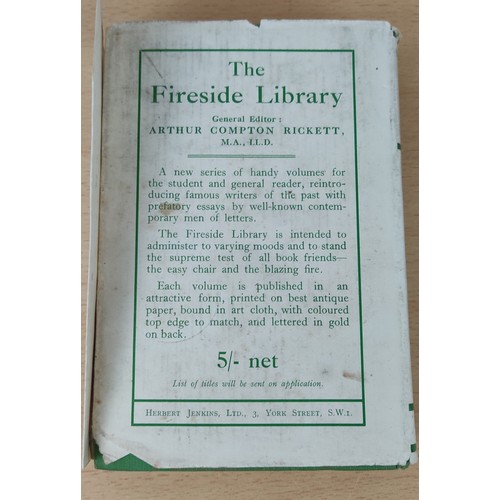 The
Fireside Library
General Editor:
ARTHUR COMPTON RICKETT,
M.A., LL.D.
A new series of handy volumes for
the student and general reader, reintro-
ducing famous writers of the past with
prefatory essays by well-known contem-
porary men of letters.
The Fireside Library is intended to
administer to varying moods and to stand
the supreme test of all book friends—
the easy chair and the blazing fire.
Each volume is published in an
attractive form, printed on best antique
paper, bound in art cloth, with coloured
top edge to match, and lettered in gold
on back.
5/- net
List of titles will be sent on application
HERBERT JENKINS, LTD., 3, YORK STREET, S.W.1.